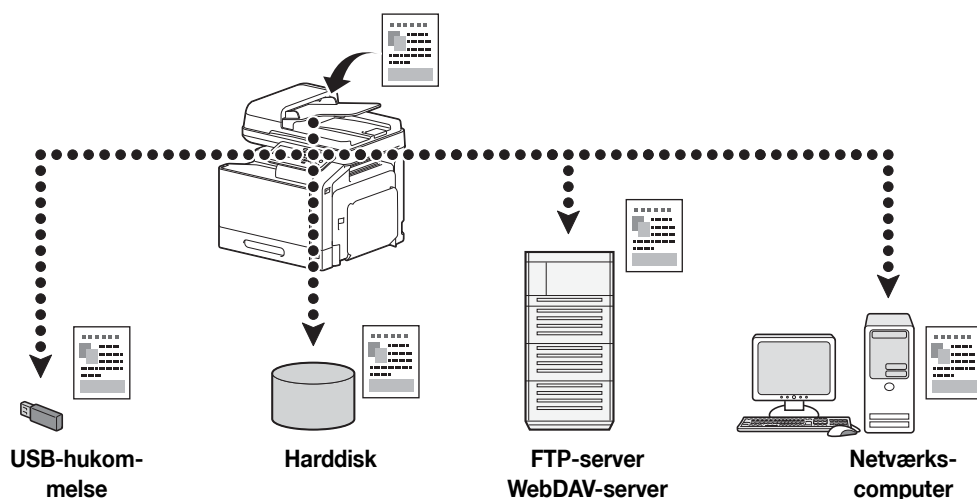 USB-hukom-
melse
Harddisk
FTP-server
WebDAV-server
Netværks-
computer